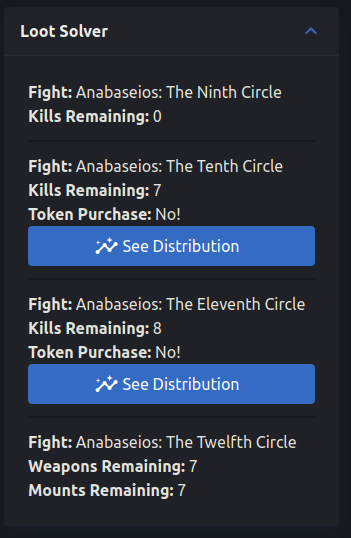 Loot Solver
Fight: Anabaseios: The Ninth Circle
Kills Remaining: 0
Fight: Anabaseios: The Tenth Circle
Kills Remaining: 7
Token Purchase: No!
See Distribution
Fight: Anabaseios: The Eleventh Circle
Kills Remaining: 8
Token Purchase: No!
See Distribution
Fight: Anabaseios: The Twelfth Circle
Weapons Remaining: 7
Mounts Remaining: 7